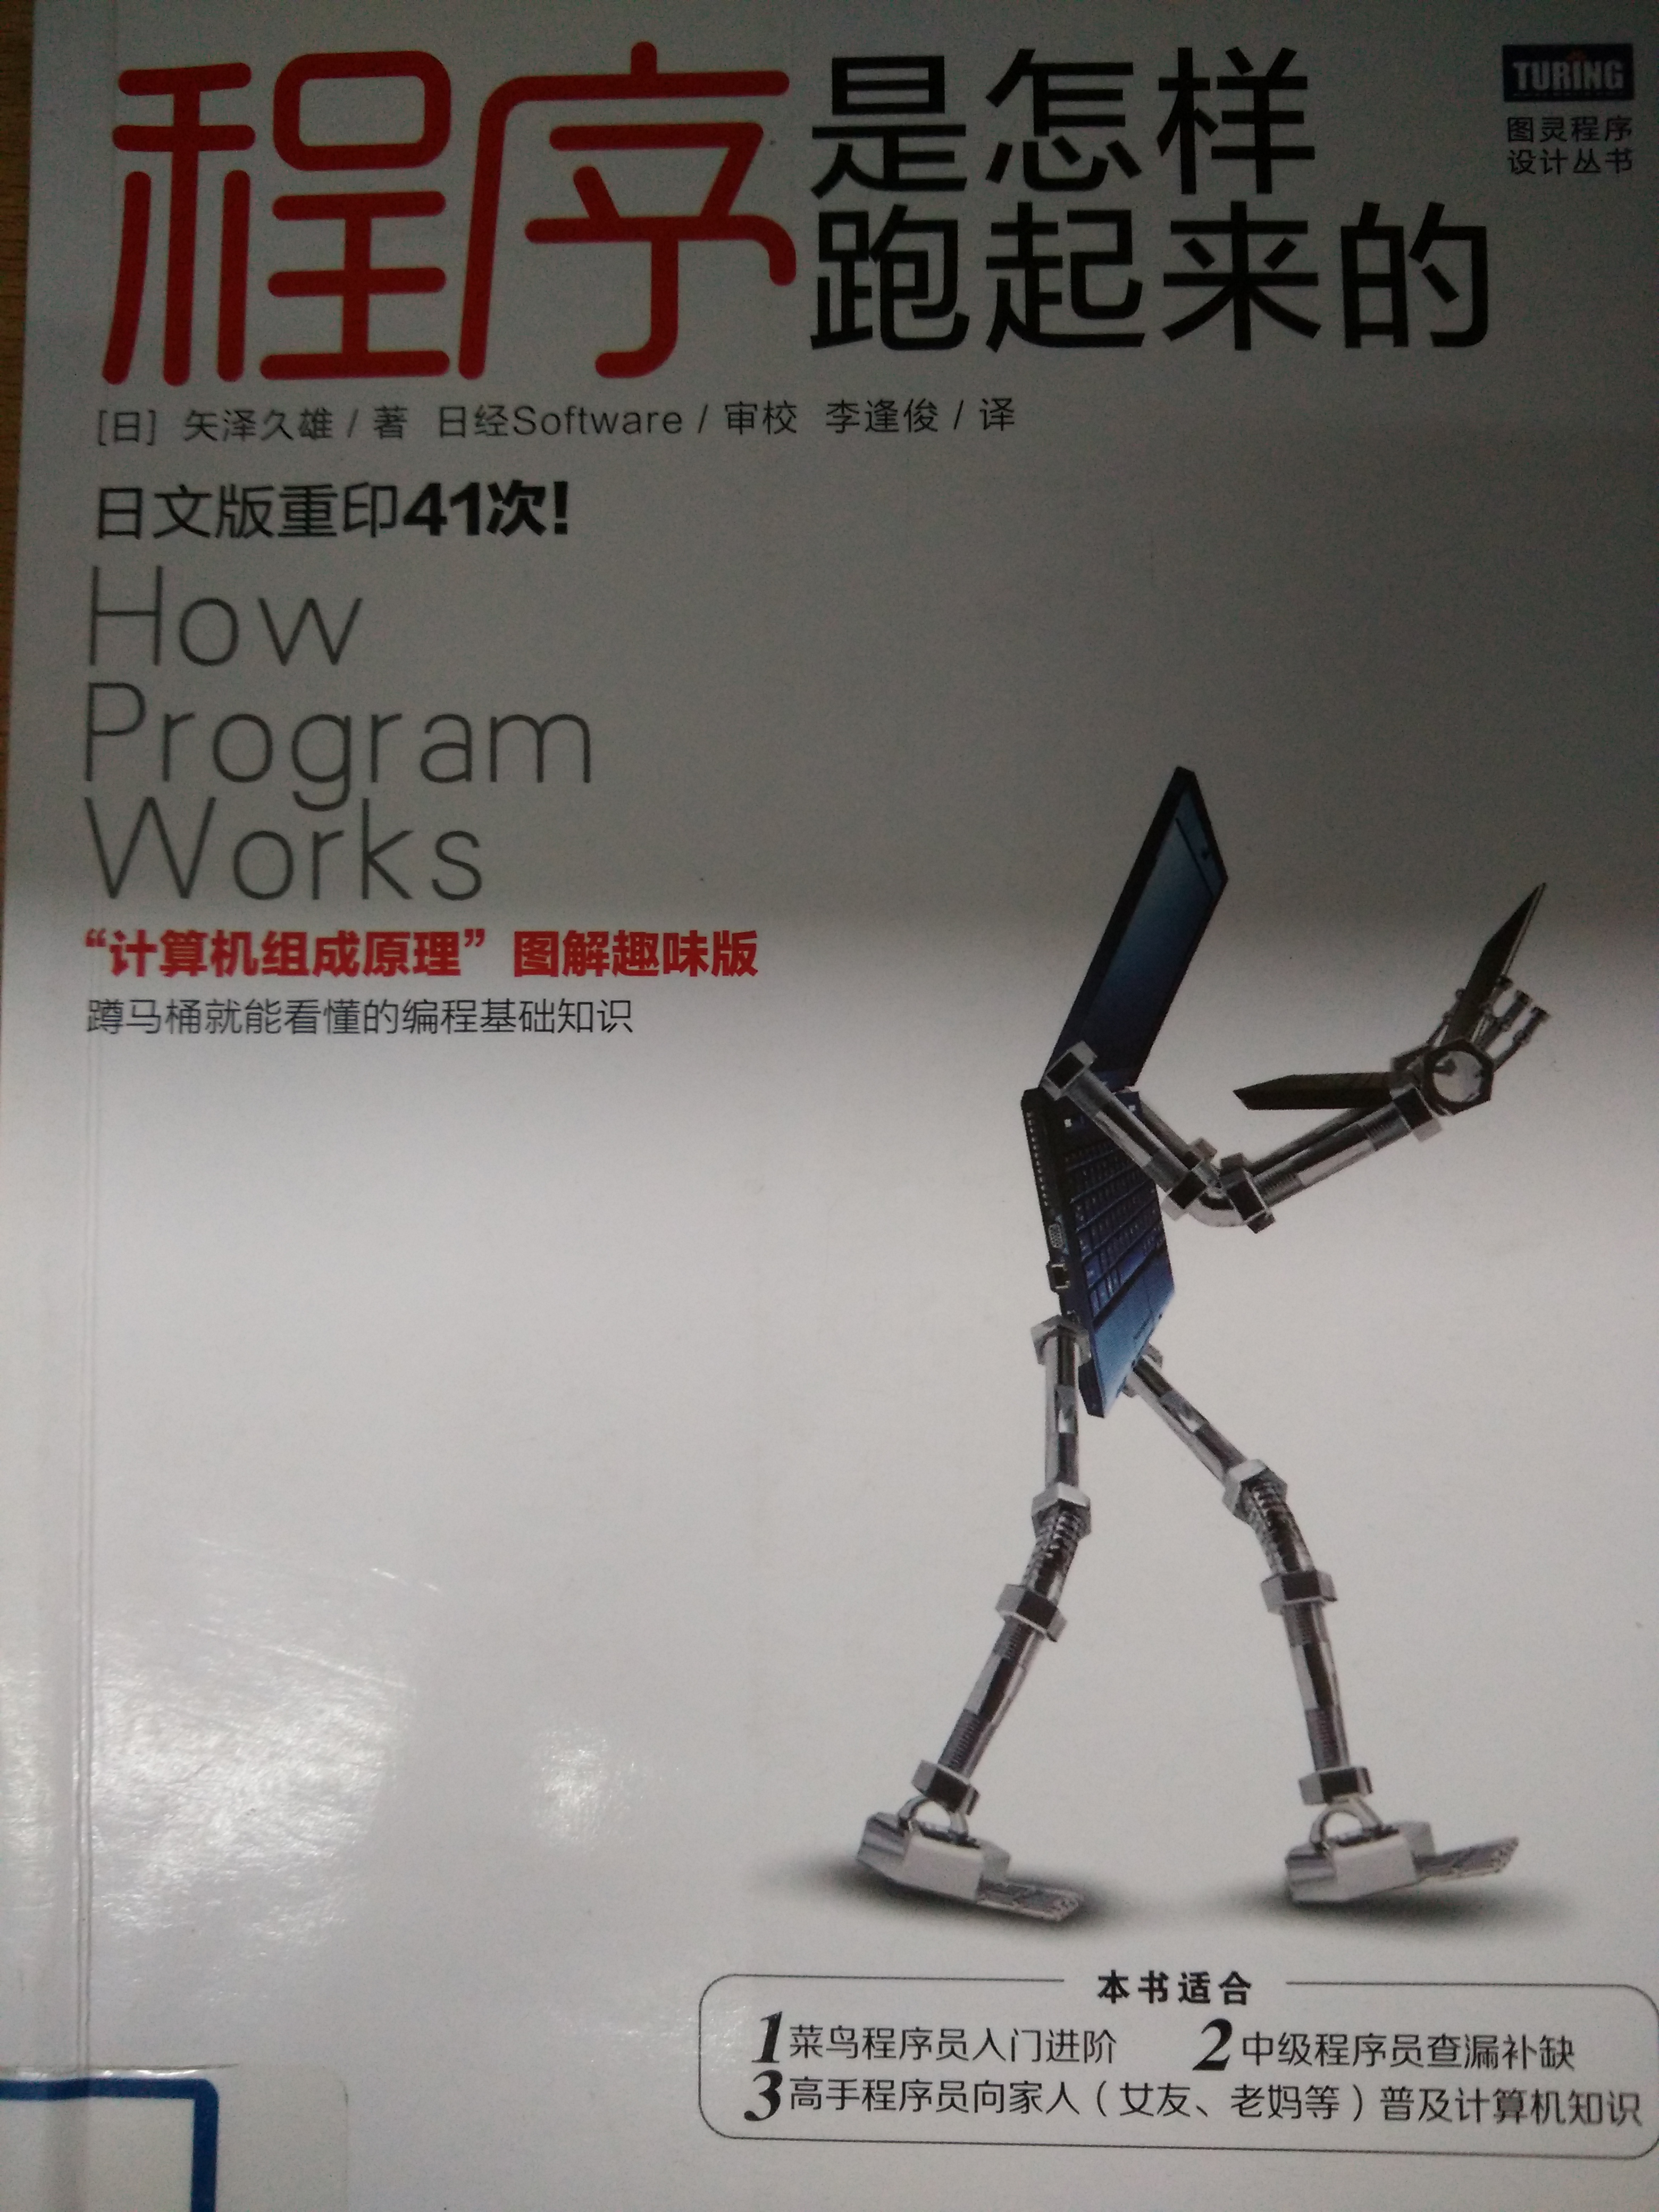 程序是怎样
跑起来的
TURING
图灵程序
设计丛书
[日] 矢泽久雄 / 著 日经Software / 审校 李逢俊 / 译
日文版重印41次!
How
Program
Works
“计算机组成原理” 图解趣味版
蹲马桶就能看懂的编程基础知识
本书适合
1 菜鸟程序员入门进阶 2 中级程序员查漏补缺
3 高手程序员向家人（女友、老妈等）普及计算机知识